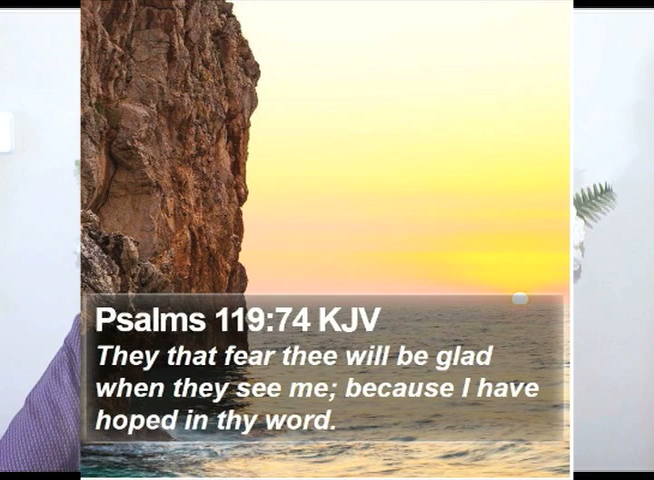 Psalms 119:74 KJV
They that fear thee will be glad
when they see me; because I have
hoped in thy word.